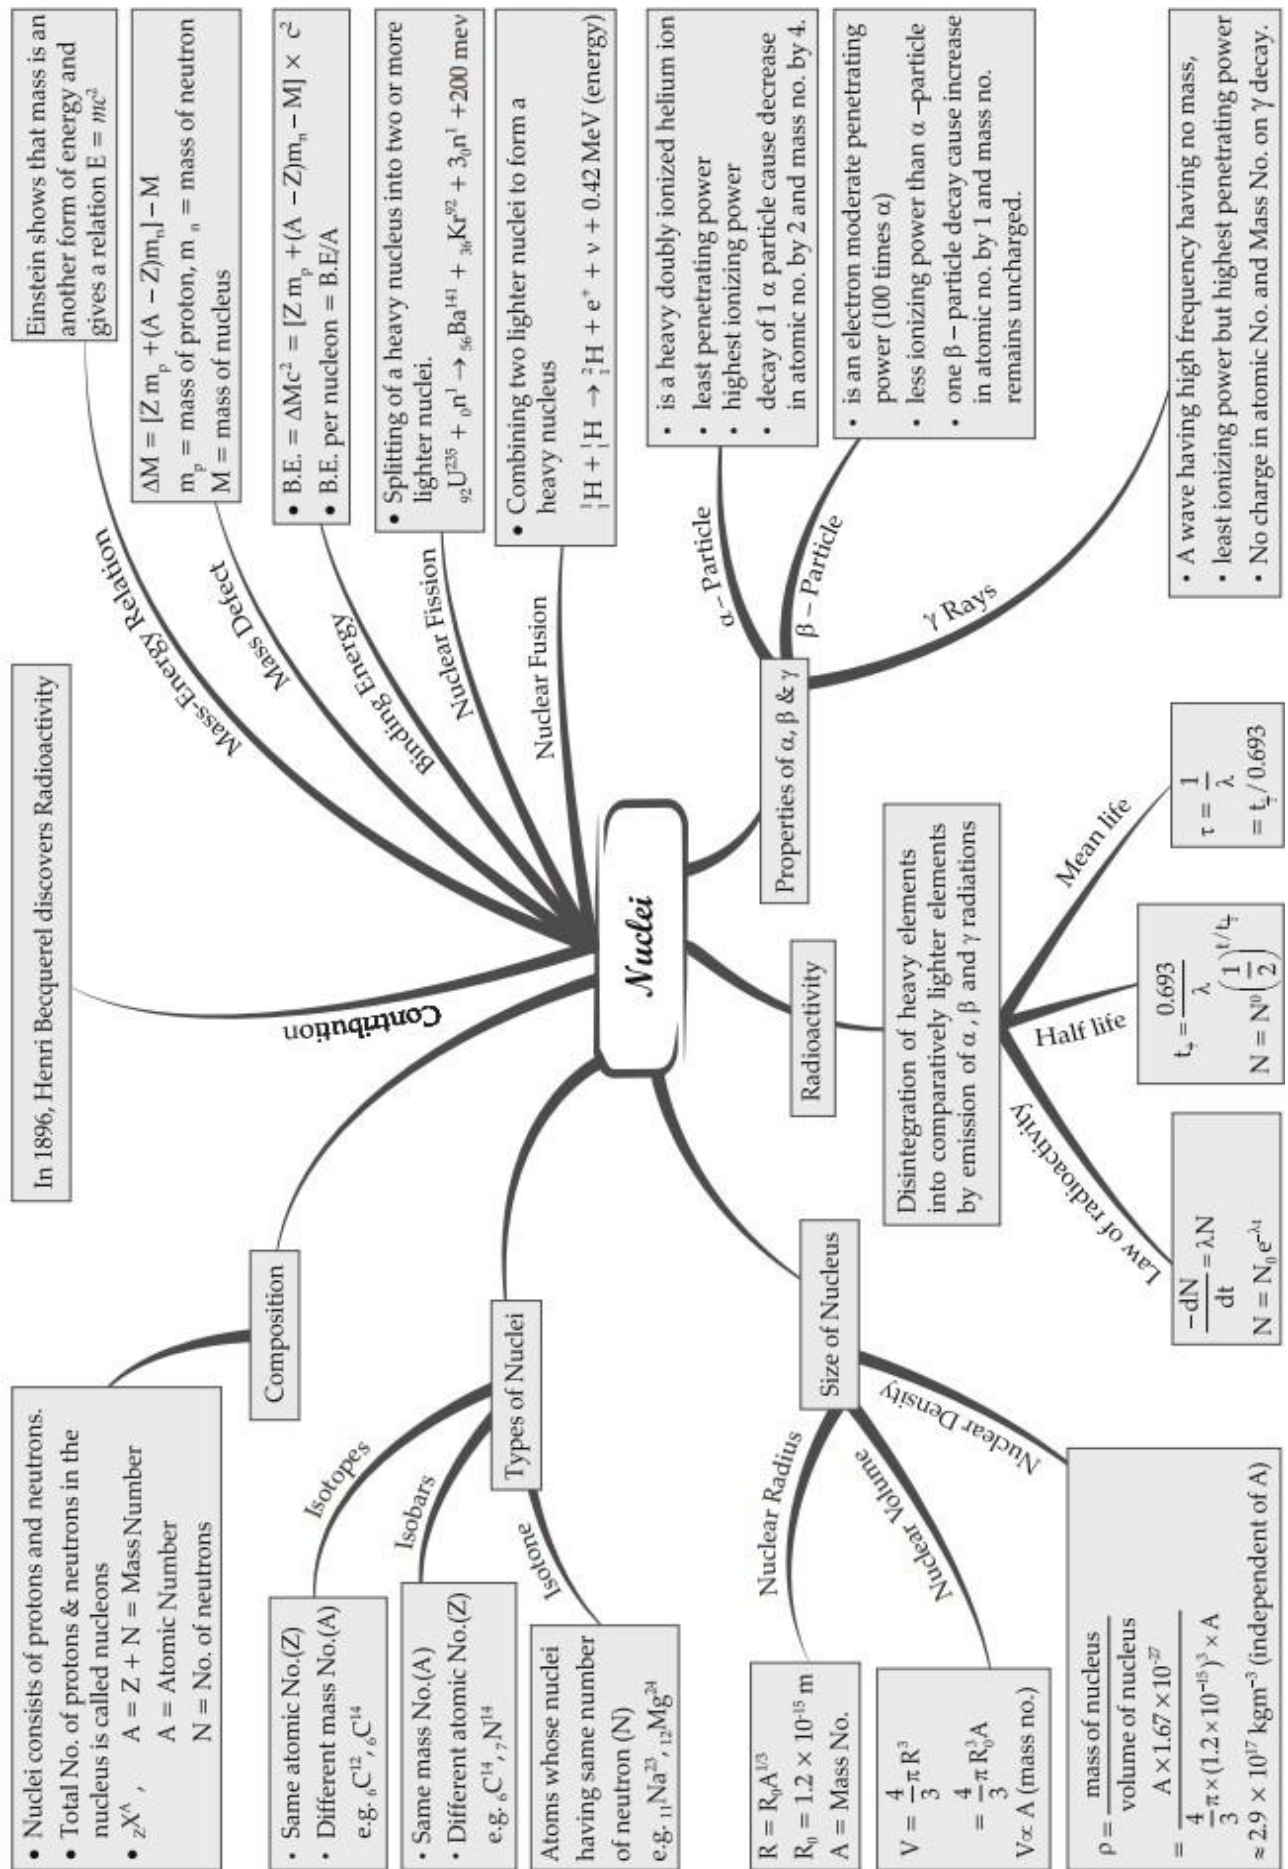 Nuclei
Contribution
In 1896, Henri Becquerel discovers Radioactivity
Mass-Energy Relation
Einstein shows that mass is an
another form of energy and
gives a relation E = mc²
Mass Defect
ΔM = [Z mₚ +(A − Z)mₙ] − M
mₚ = mass of proton, m ₙ = mass of neutron
M = mass of nucleus
Binding Energy
• B.E. = ΔMc² = [Z mₚ +(A − Z)mₙ − M] × c²
• B.E. per nucleon = B.E/A
Nuclear Fission
• Splitting of a heavy nucleus into two or more
lighter nuclei.
₉₂U²³⁵ + ₀n¹ → ₅₆Ba¹⁴¹ + ₃₆Kr⁹² + 3₀n¹ +200 mev
Nuclear Fusion
• Combining two lighter nuclei to form a
heavy nucleus
¹₁H + ¹₁H → ²₁H + e⁺ + ν + 0.42 MeV (energy)
Properties of α, β & γ
α – Particle
• is a heavy doubly ionized helium ion
• least penetrating power
• highest ionizing power
• decay of 1 α particle cause decrease
in atomic no. by 2 and mass no. by 4.
β – Particle
• is an electron moderate penetrating
power (100 times α)
• less ionizing power than α –particle
• one β – particle decay cause increase
in atomic no. by 1 and mass no.
remains uncharged.
γ Rays
• A wave having high frequency having no mass,
• least ionizing power but highest penetrating power
• No charge in atomic No. and Mass No. on γ decay.
Radioactivity
Disintegration of heavy elements
into comparatively lighter elements
by emission of α , β and γ radiations
Law of radioactivity
−dN/dt = λN
N = N₀ e^−λt
Half life
t½ = 0.693/λ
N = N⁰(1/2)^t/t½
Mean life
τ = 1/λ
= t½/ 0.693
Composition
• Nuclei consists of protons and neutrons.
• Total No. of protons & neutrons in the
nucleus is called nucleons
• zXᴬ , A = Z + N = Mass Number
A = Atomic Number
N = No. of neutrons
Types of Nuclei
Isotopes
• Same atomic No.(Z)
• Different mass No.(A)
e.g. ₆C¹², ₆C¹⁴
Isobars
• Same mass No.(A)
• Different atomic No.(Z)
e.g. ₆C¹⁴, ₇N¹⁴
Isotone
Atoms whose nuclei
having same number
of neutron (N)
e.g. ₁₁Na²³, ₁₂Mg²⁴
Size of Nucleus
Nuclear Radius
R = R₀A^1/3
R₀ = 1.2 × 10⁻¹⁵ m
A = Mass No.
Nuclear Volume
V = 4/3 πR³
= 4/3 πR₀³A
V∝ A (mass no.)
Nuclear Density
ρ = mass of nucleus / volume of nucleus
= A × 1.67 × 10⁻²⁷ / 4/3 π × (1.2 × 10⁻¹⁵)³ × A
≈ 2.9 × 10¹⁷ kgm⁻³ (independent of A)